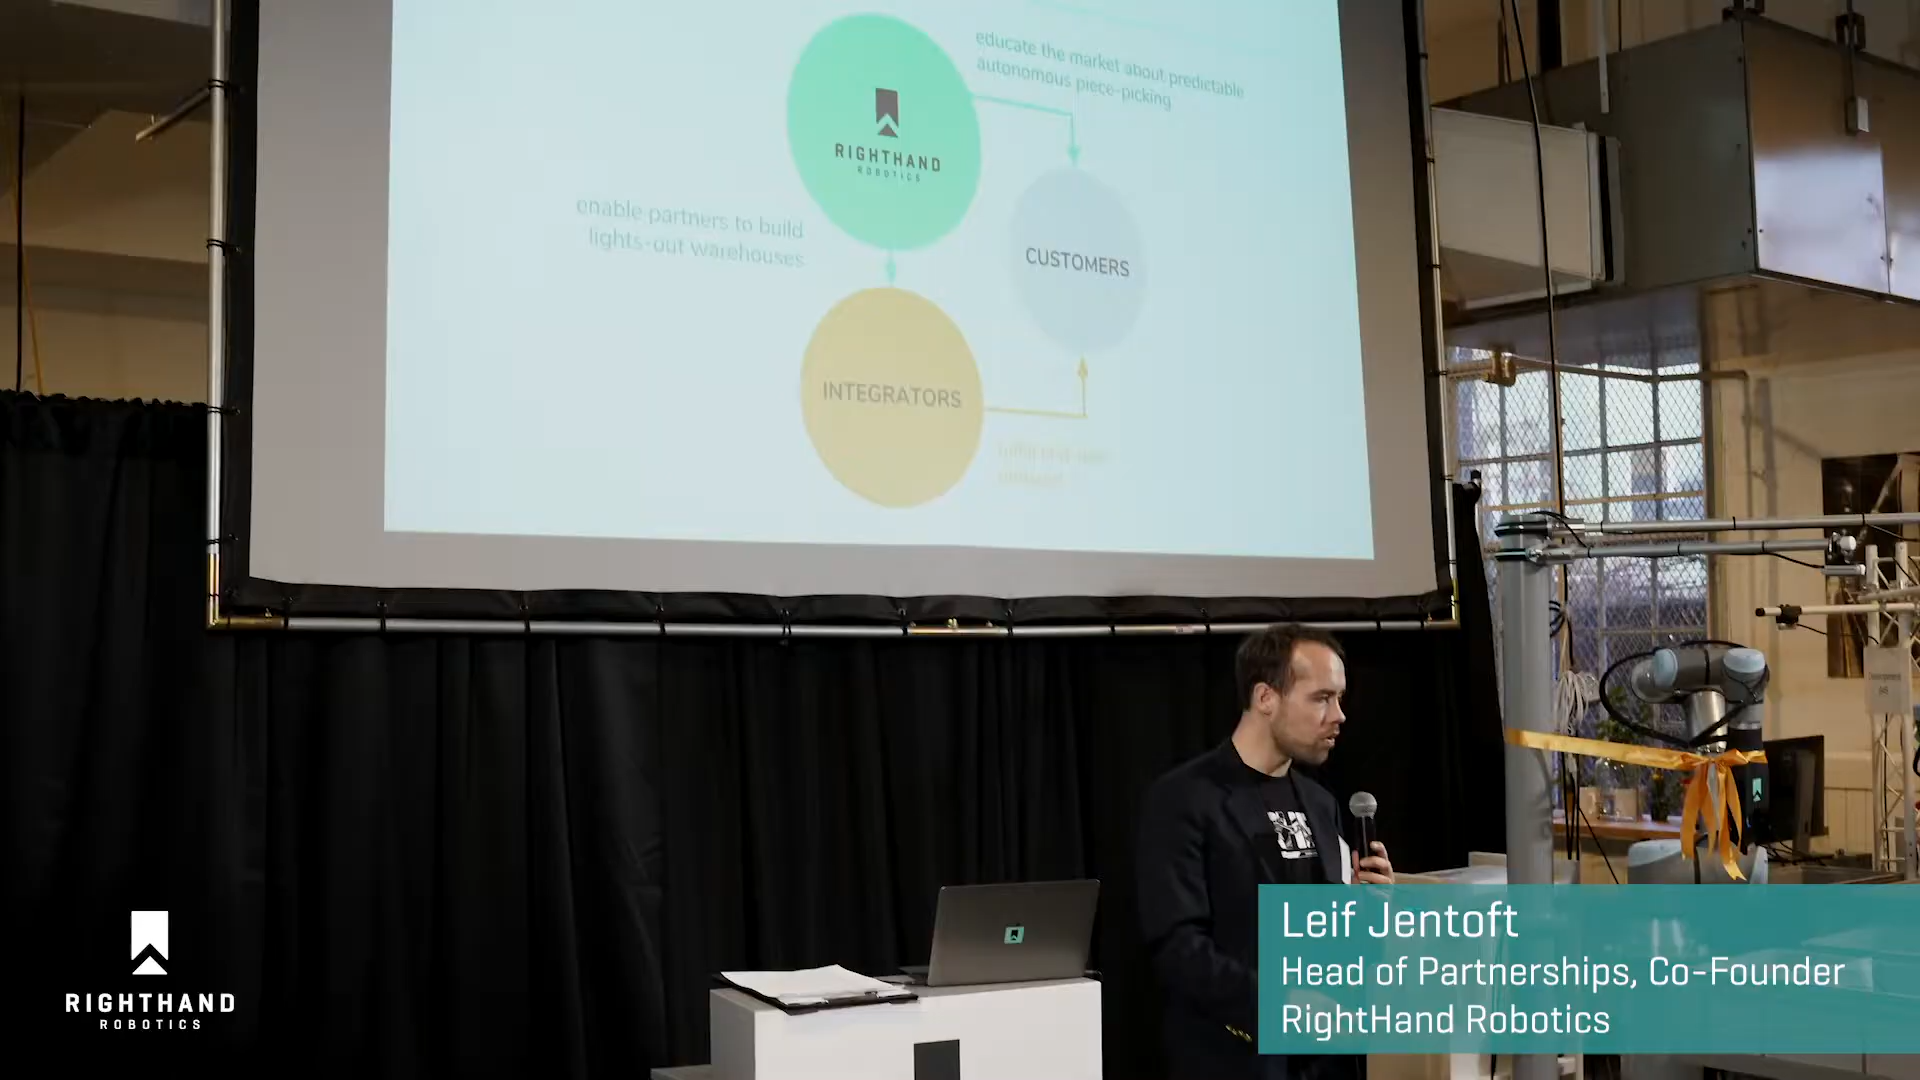 educate the market about predictable
autonomous piece-picking
RIGHTHAND
ROBOTICS
enable partners to build
lights-out warehouses
CUSTOMERS
INTEGRATORS
Leif Jentoft
Head of Partnerships, Co-Founder
RightHand Robotics
RIGHTHAND
ROBOTICS